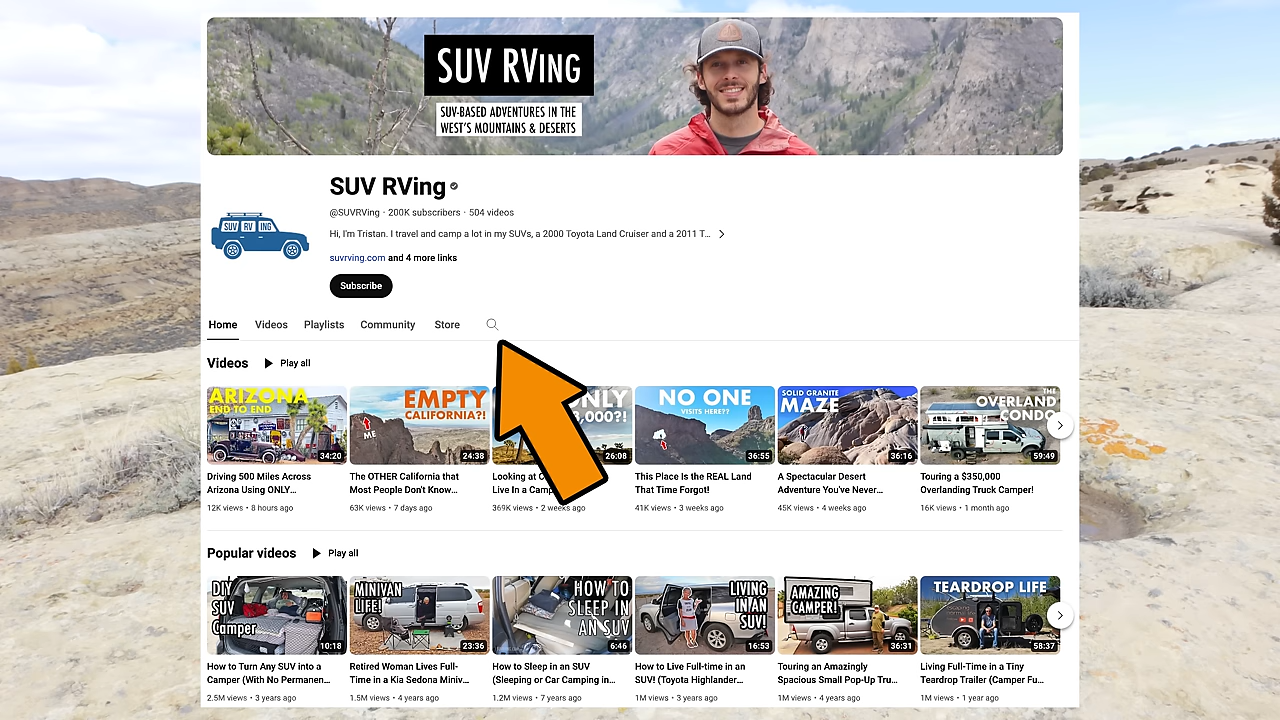 SUV RVING
SUV-BASED ADVENTURES IN THE
WEST'S MOUNTAINS & DESERTS
SUV RV ING
SUV RVing
@SUVRVing · 200K subscribers · 504 videos
Hi, I'm Tristan. I travel and camp a lot in my SUVs, a 2000 Toyota Land Cruiser and a 2011 T...
suvrving.com and 4 more links
Subscribe
Home Videos Playlists Community Store
Videos Play all
ARIZONA
END TO END
34:20
EMPTY
CALIFORNIA?!
ME
24:38
ONLY
,000?!
26:08
NO ONE
VISITS HERE??
36:55
SOLID GRANITE
MAZE
36:16
THE
OVERLAND
CONDO
59:49
Driving 500 Miles Across
Arizona Using ONLY...
12K views • 8 hours ago
The OTHER California that
Most People Don't Know...
63K views • 7 days ago
Looking at
Live In a Camp
369K views • 2 weeks ago
This Place Is the REAL Land
That Time Forgot!
41K views • 3 weeks ago
A Spectacular Desert
Adventure You've Never...
45K views • 4 weeks ago
Touring a $350,000
Overlanding Truck Camper!
16K views • 1 month ago
Popular videos Play all
DIY
SUV
Camper
10:18
MINIVAN
LIFE!
23:36
HOW TO
SLEEP IN
AN SUV
6:46
LIVING
IN AN
SUV!
16:53
AMAZING
CAMPER!
36:31
TEARDROP LIFE
58:37
How to Turn Any SUV into a
Camper (With No Permanen...
2.5M views • 3 years ago
Retired Woman Lives Full-
Time in a Kia Sedona Miniv...
1.5M views • 4 years ago
How to Sleep in an SUV
(Sleeping or Car Camping in...
1.2M views • 7 years ago
How to Live Full-time in an
SUV! (Toyota Highlander...
1M views • 3 years ago
Touring an Amazingly
Spacious Small Pop-Up Tru...
1M views • 4 years ago
Living Full-Time in a Tiny
Teardrop Trailer (Camper Fu...
1M views • 1 year ago